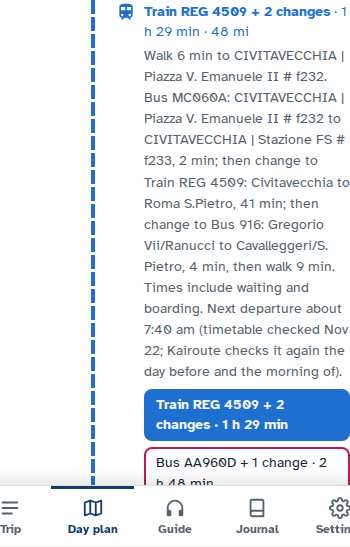 Train REG 4509 + 2 changes · 1
h 29 min · 48 mi
Walk 6 min to CIVITAVECCHIA |
Piazza V. Emanuele II # f232.
Bus MC060A: CIVITAVECCHIA |
Piazza V. Emanuele II # f232 to
CIVITAVECCHIA | Stazione FS #
f233, 2 min; then change to
Train REG 4509: Civitavecchia to
Roma S.Pietro, 41 min; then
change to Bus 916: Gregorio
Vii/Ranucci to Cavalleggeri/S.
Pietro, 4 min, then walk 9 min.
Times include waiting and
boarding. Next departure about
7:40 am (timetable checked Nov
22; Kairoute checks it again the
day before and the morning of).
Train REG 4509 + 2
changes · 1 h 29 min
Bus AA960D + 1 change · 2
h 48 min
Trip
Day plan
Guide
Journal
Settin